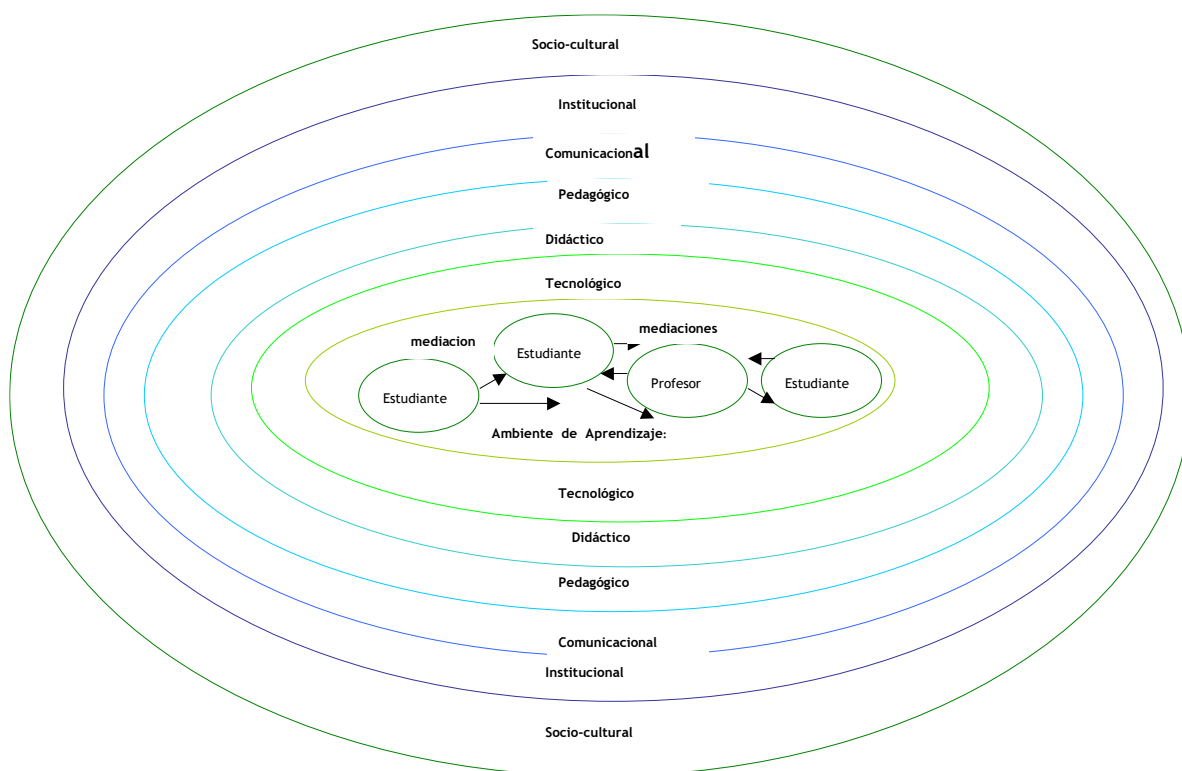 Socio-cultural
Institucional
Comunicacional
Pedagógico
Didáctico
Tecnológico
mediaciones
mediacion
Estudiante
Profesor
Estudiante
Estudiante
Ambiente de Aprendizaje:
Tecnológico
Didáctico
Pedagógico
Comunicacional
Institucional
Socio-cultural